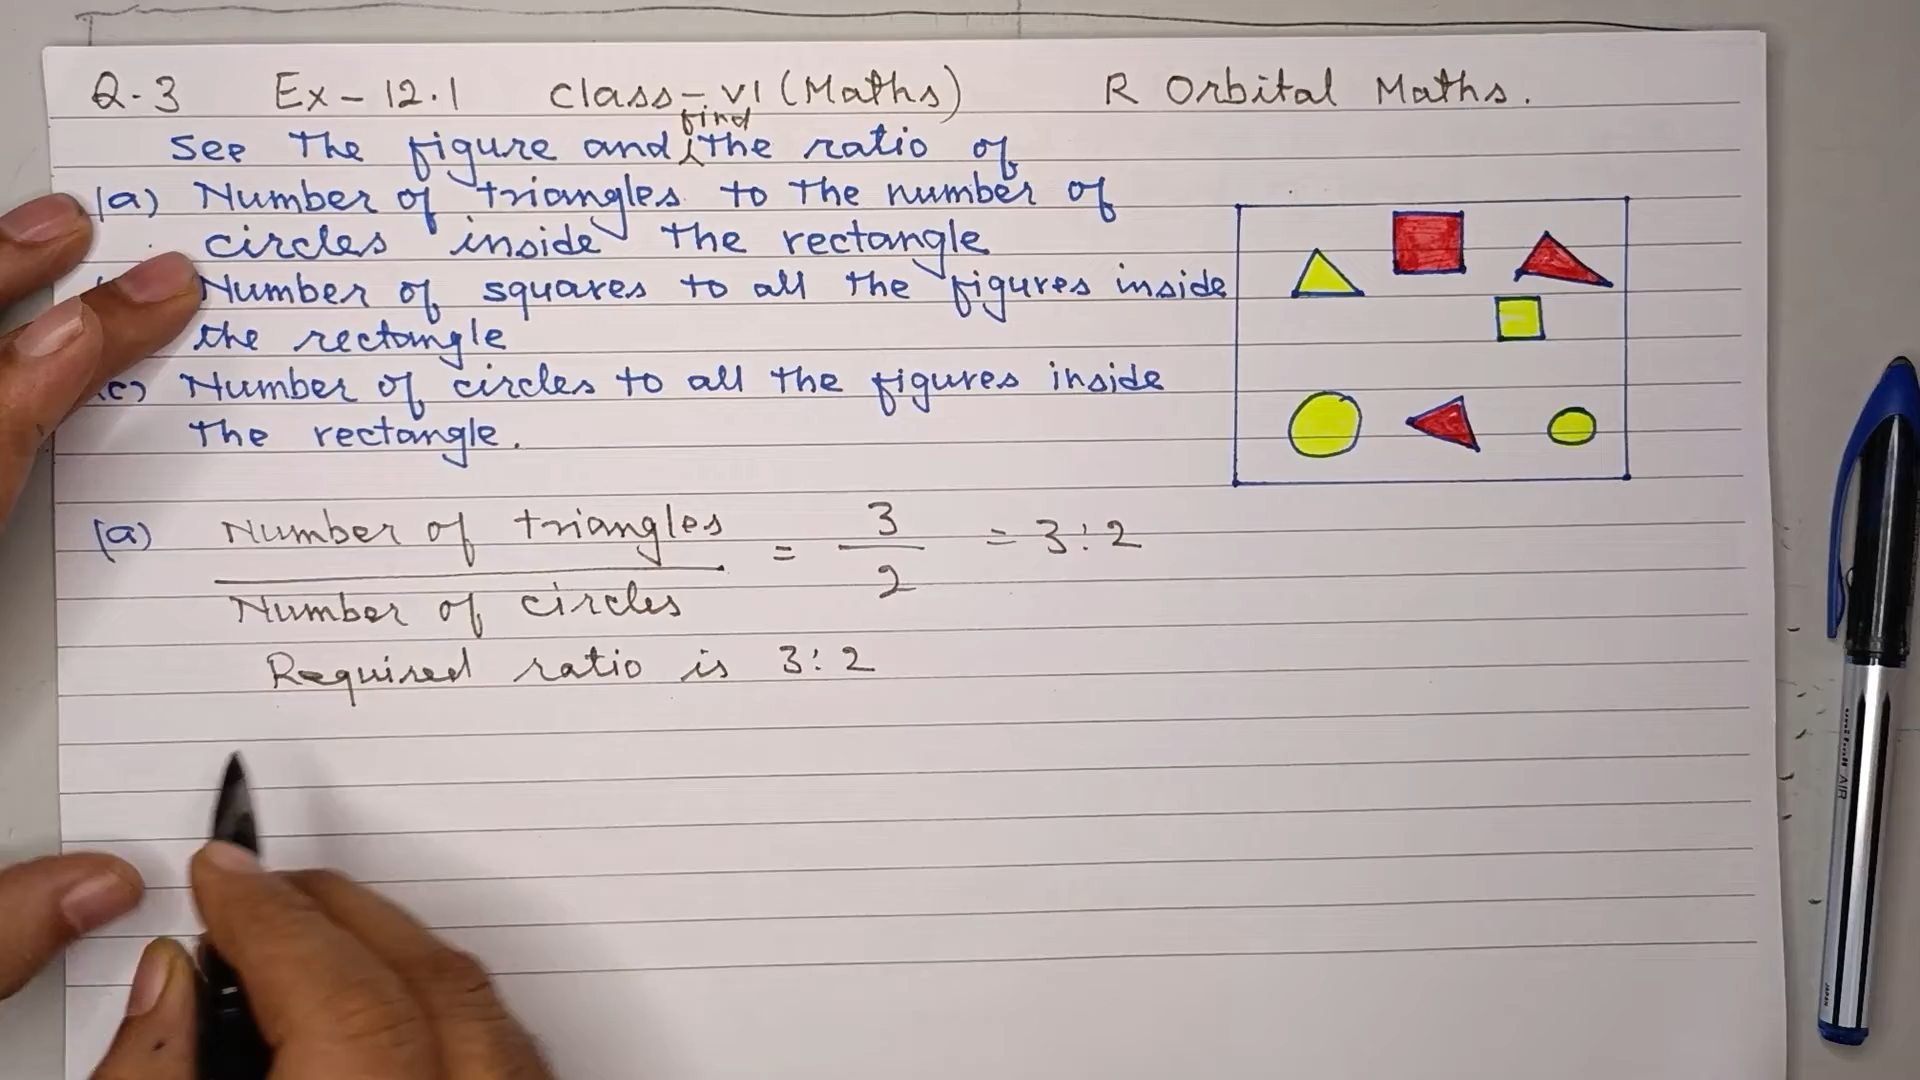 Q-3 Ex-12.1 Class-VI (Maths) R Orbital Maths.
find
See the figure and the ratio of
(a) Number of triangles to the number of
circles inside the rectangle
Number of squares to all the figures inside
the rectangle
(c) Number of circles to all the figures inside
The rectangle.
(a) Number of triangles = 3 = 3:2
Number of circles 2
Required ratio is 3:2
uni-ball AIR